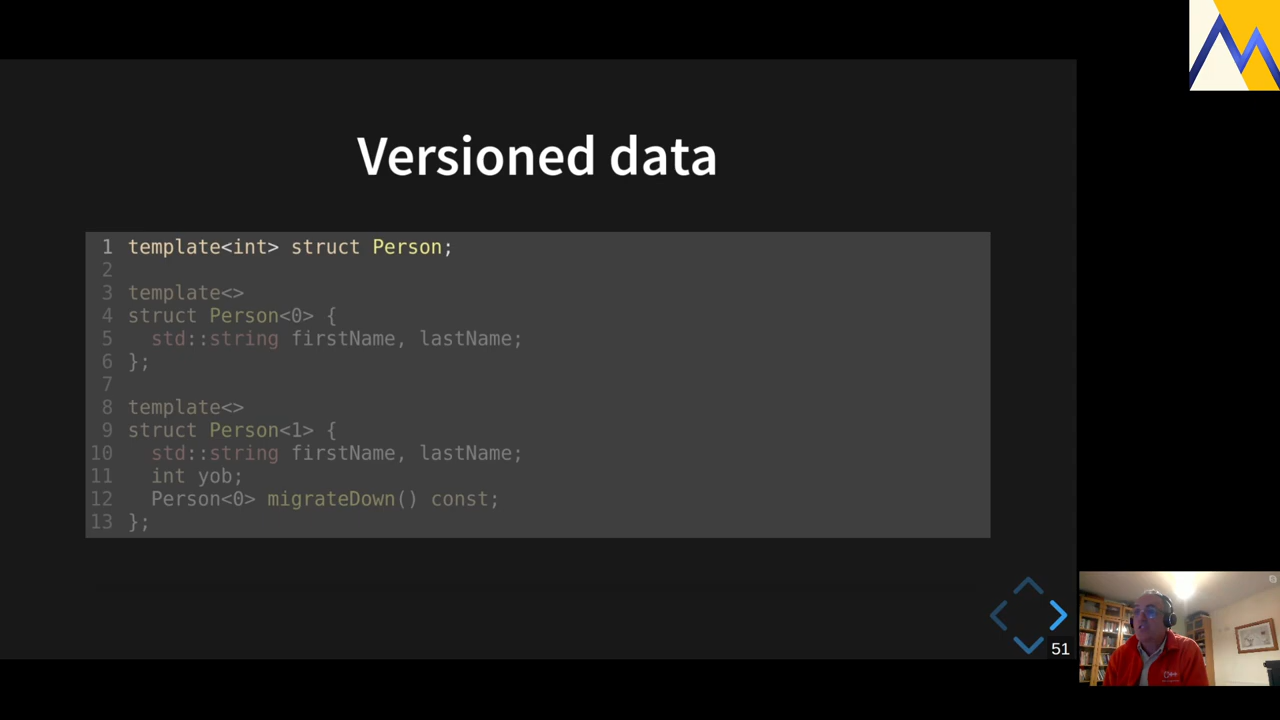 Versioned data
1 template<int> struct Person;
2
3 template<>
4 struct Person<0> {
5   std::string firstName, lastName;
6 };
7
8 template<>
9 struct Person<1> {
10   std::string firstName, lastName;
11   int yob;
12   Person<0> migrateDown() const;
13 };
51